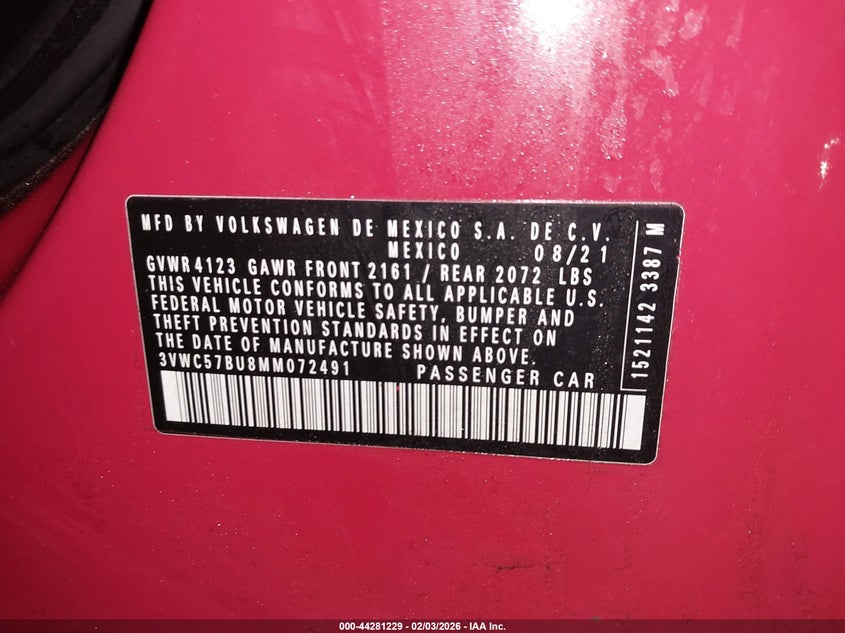 MFD BY VOLKSWAGEN DE MEXICO S.A. DE C.V.
MEXICO 08/21
GVWR 4123 GAWR FRONT 2161 / REAR 2072 LBS
THIS VEHICLE CONFORMS TO ALL APPLICABLE U.S.
FEDERAL MOTOR VEHICLE SAFETY, BUMPER AND
THEFT PREVENTION STANDARDS IN EFFECT ON
THE DATE OF MANUFACTURE SHOWN ABOVE.
3VWC57BU8MM072491 PASSENGER CAR
1521142 3387 M
000-44281229 - 02/03/2026 - IAA Inc.